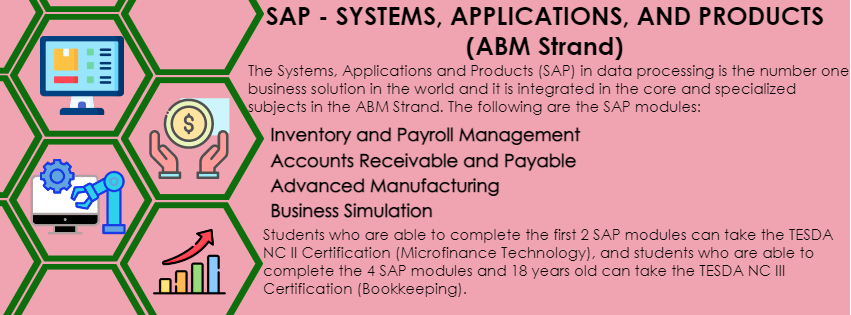 SAP - SYSTEMS, APPLICATIONS, AND PRODUCTS
(ABM Strand)
The Systems, Applications and Products (SAP) in data processing is the number one
business solution in the world and it is integrated in the core and specialized
subjects in the ABM Strand. The following are the SAP modules:
Inventory and Payroll Management
Accounts Receivable and Payable
Advanced Manufacturing
Business Simulation
Students who are able to complete the first 2 SAP modules can take the TESDA
NC II Certification (Microfinance Technology), and students who are able to
complete the 4 SAP modules and 18 years old can take the TESDA NC III
Certification (Bookkeeping).